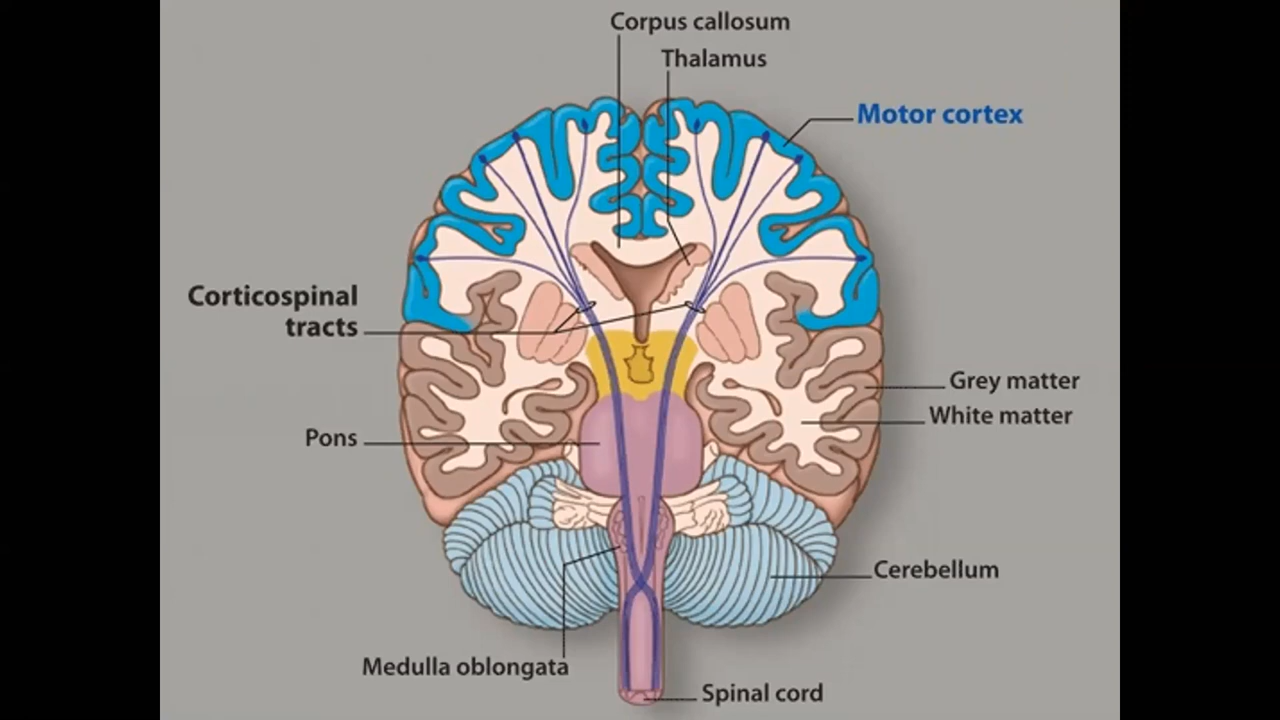 Corpus callosum
Thalamus
Motor cortex
Corticospinal
tracts
Grey matter
White matter
Pons
Cerebellum
Medulla oblongata
Spinal cord